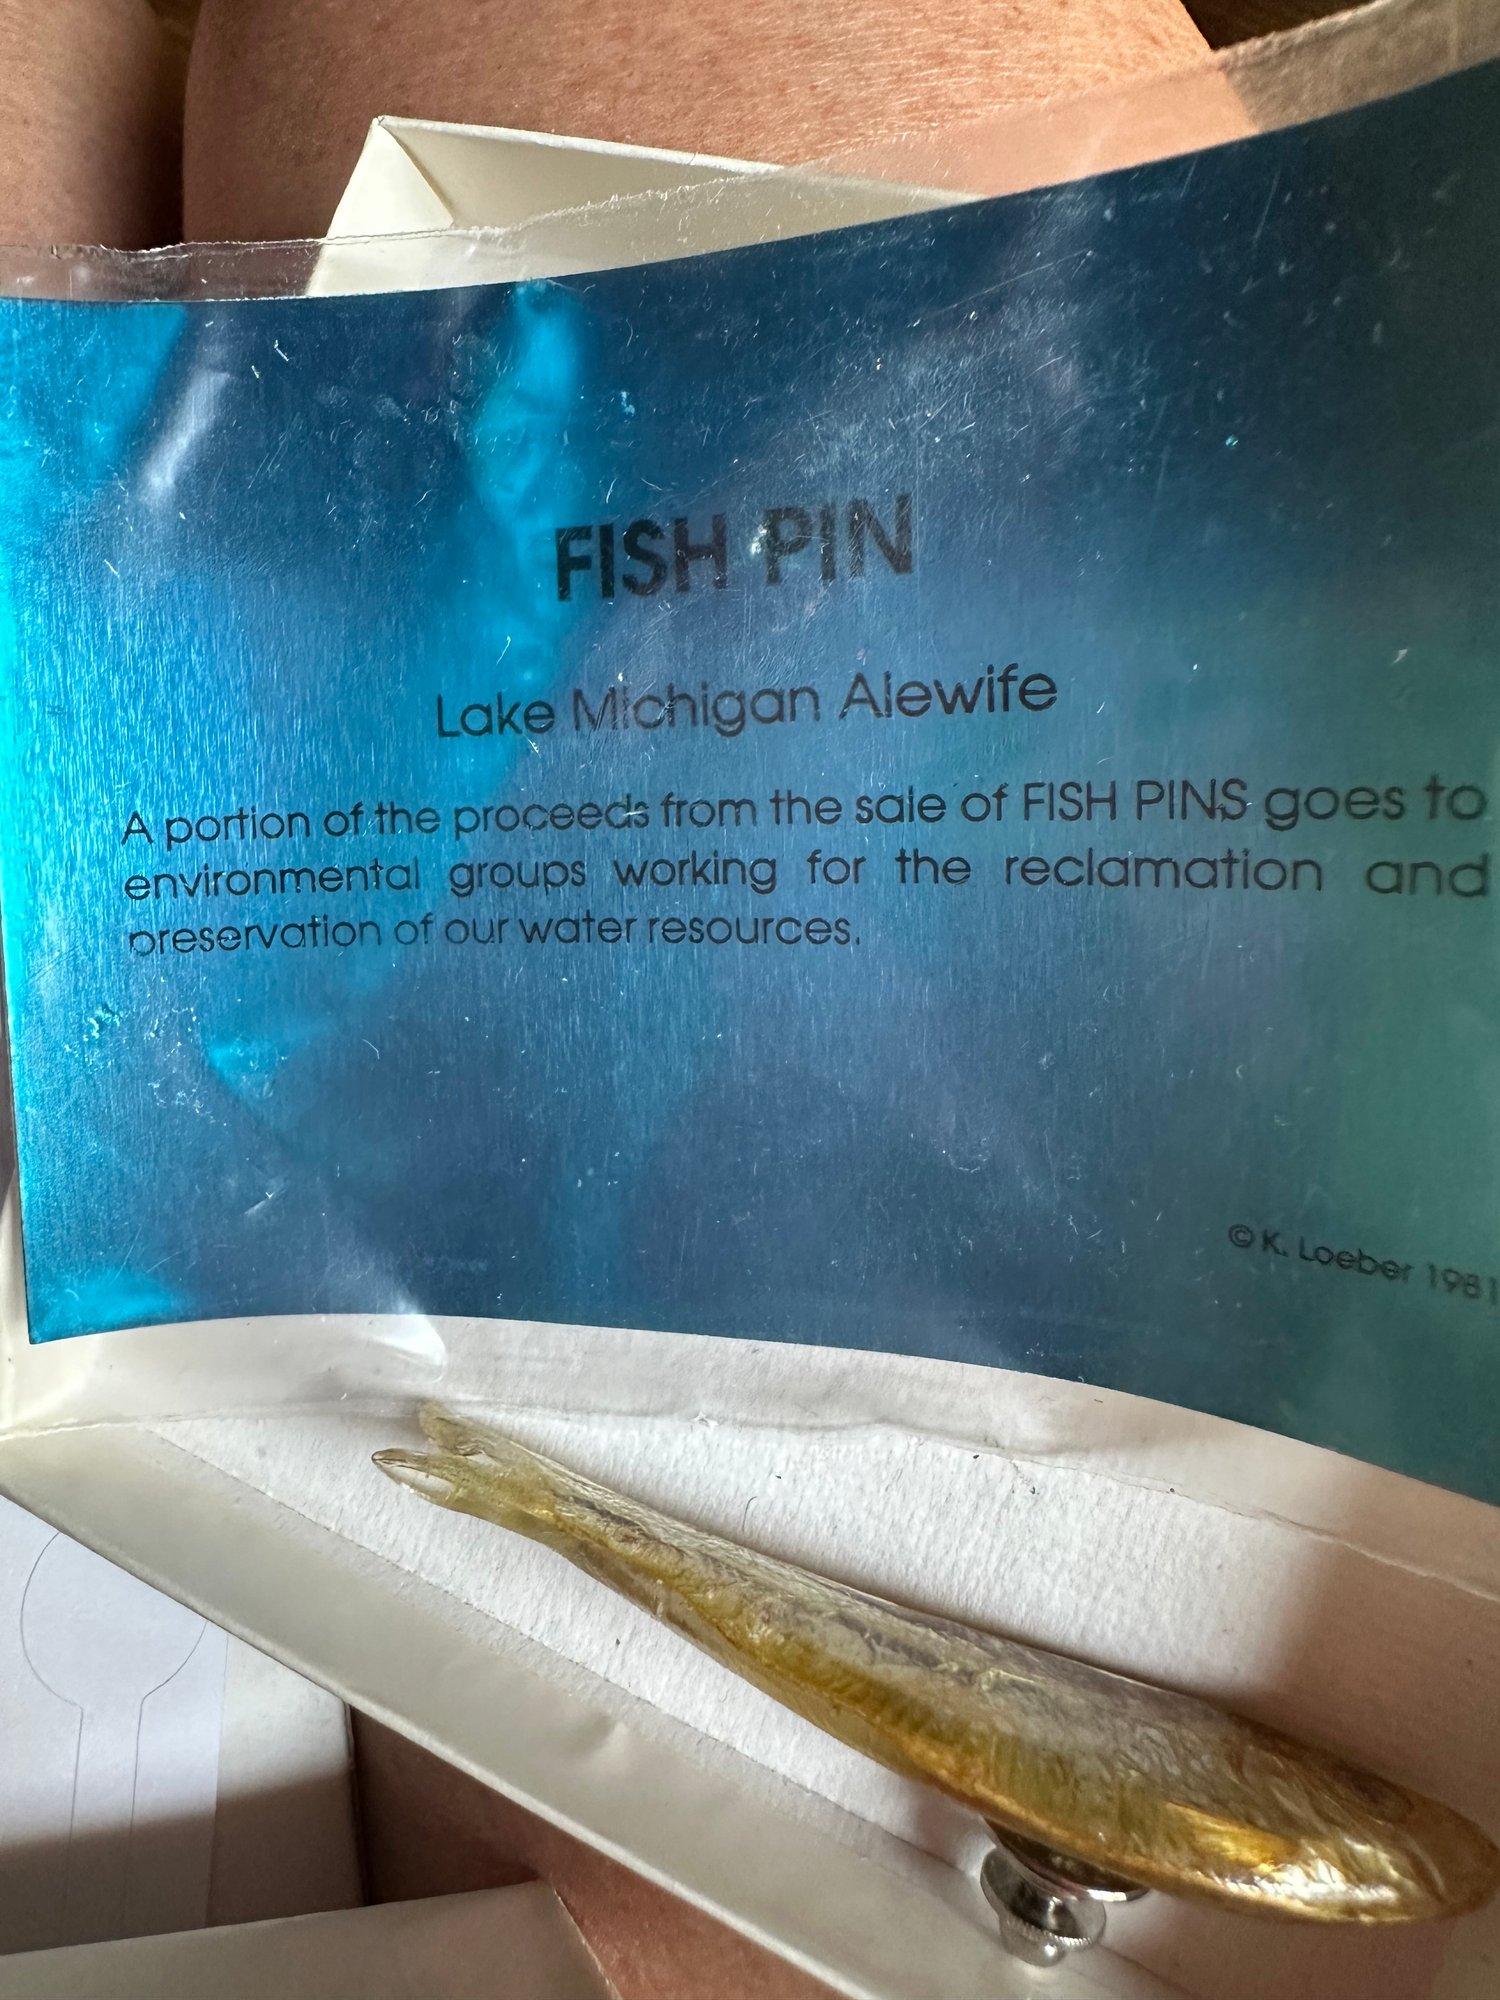 FISH PIN
Lake Michigan Alewife
A portion of the proceeds from the sale of FISH PINS goes to
environmental groups working for the reclamation and
preservation of our water resources.
© K. Loeber 1981